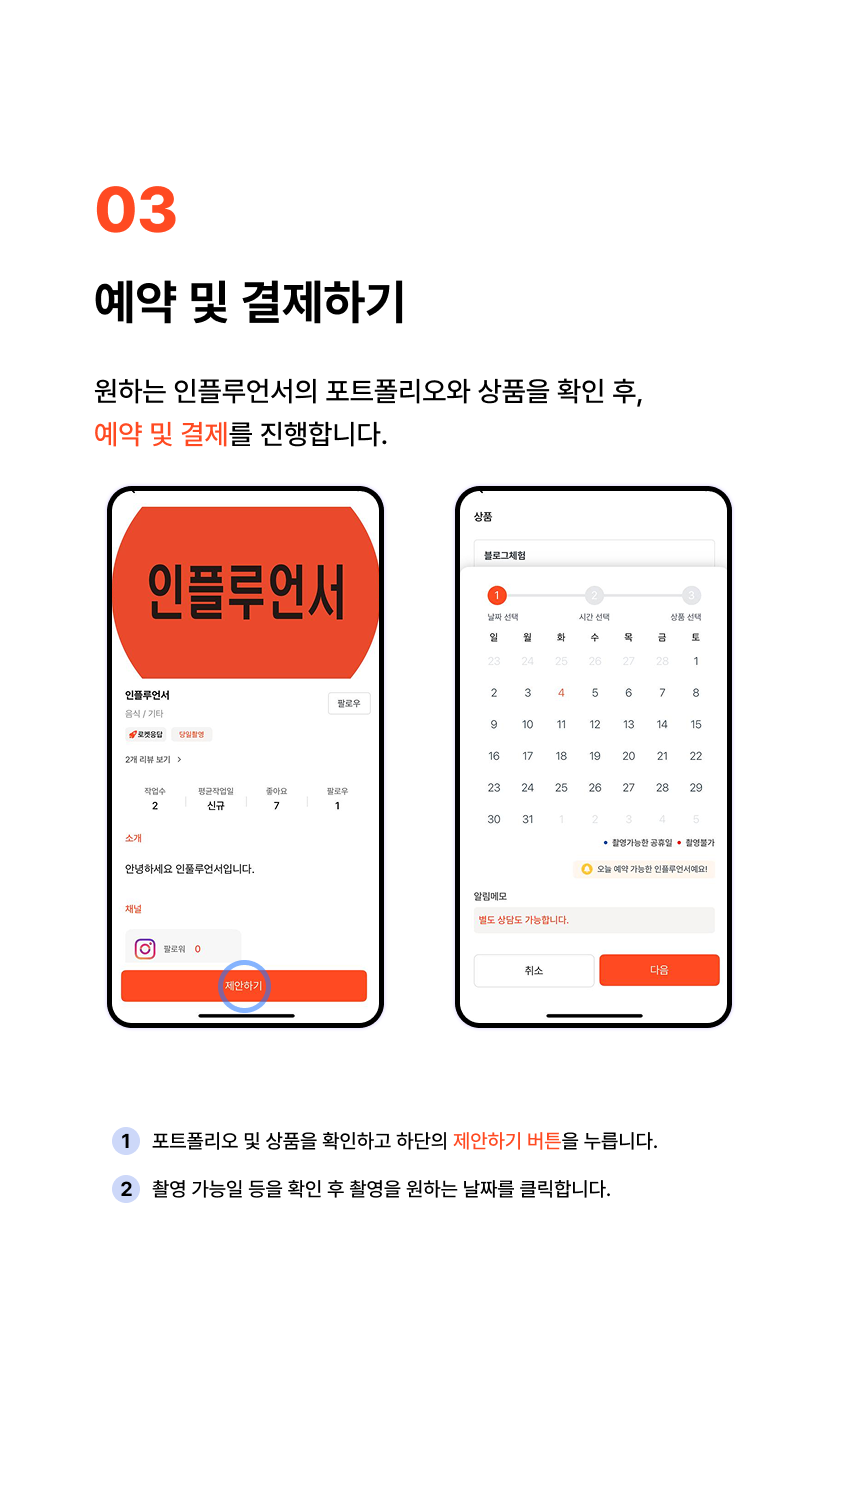 03
예약 및 결제하기
원하는 인플루언서의 포트폴리오와 상품을 확인 후,
예약 및 결제를 진행합니다.
인플루언서
인플루언서
팔로우
음식 / 기타
로켓응답 당일촬영
2개 리뷰 보기 >
작업수 평균작업일 좋아요 팔로우
2 신규 7 1
소개
안녕하세요 인풀루언서입니다.
채널
팔로워 0
제안하기
상품
블로그체험
1 2 3
날짜 선택 시간 선택 상품 선택
일 월 화 수 목 금 토
23 24 25 26 27 28 1
2 3 4 5 6 7 8
9 10 11 12 13 14 15
16 17 18 19 20 21 22
23 24 25 26 27 28 29
30 31 1 2 3 4 5
촬영가능한 공휴일 촬영불가
오늘 예약 가능한 인플루언서예요!
알림메모
별도 상담도 가능합니다.
취소 다음
1 포트폴리오 및 상품을 확인하고 하단의 제안하기 버튼을 누릅니다.
2 촬영 가능일 등을 확인 후 촬영을 원하는 날짜를 클릭합니다.